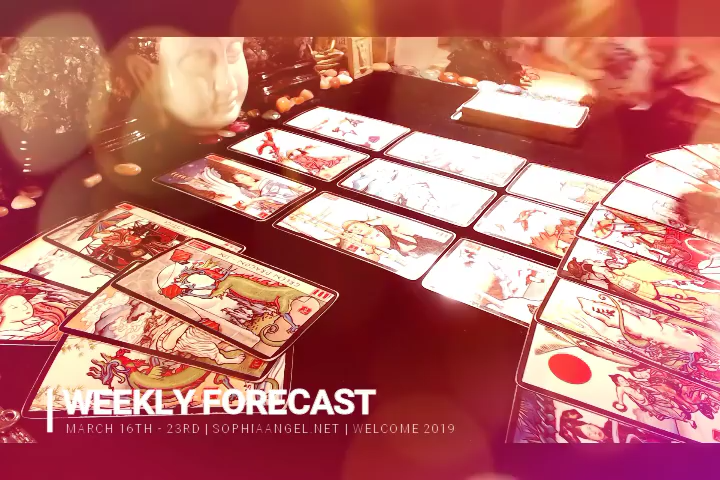 WEEKLY FORECAST
MARCH 16TH - 23RD | SOPHIAANGEL.NET | WELCOME 2019